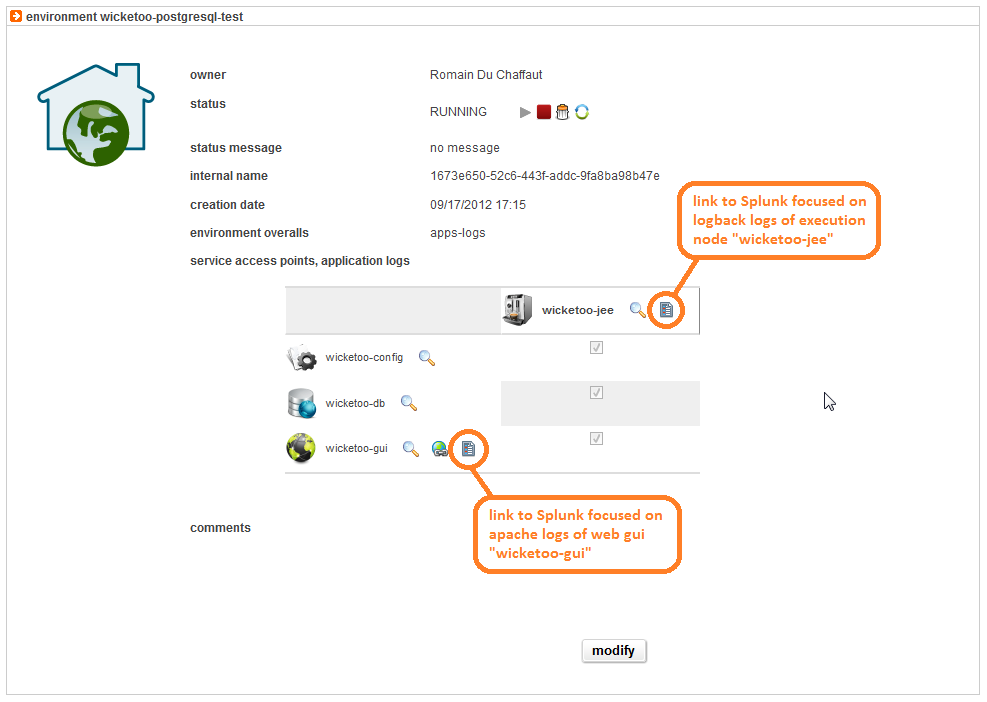 environment wicketoo-postgresql-test
owner
Romain Du Chaffaut
status
RUNNING
status message
no message
internal name
1673e650-52c6-443f-addc-9fa8ba98b47e
creation date
09/17/2012 17:15
environment overalls
apps-logs
service access points, application logs
link to Splunk focused on
logback logs of execution
node "wicketoo-jee"
wicketoo-jee
wicketoo-config
wicketoo-db
wicketoo-gui
link to Splunk focused on
apache logs of web gui
"wicketoo-gui"
comments
modify